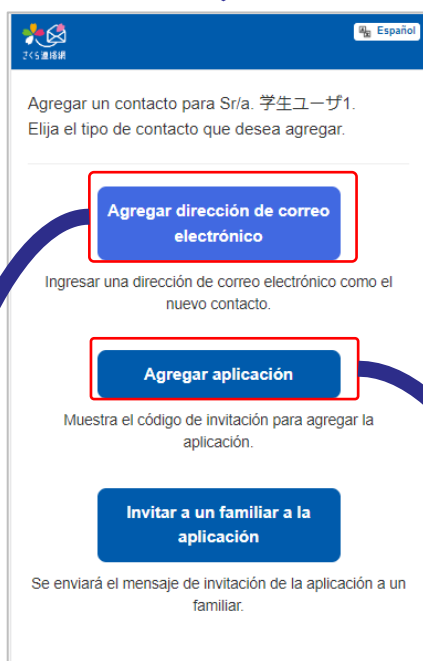 さくら連絡網
Español
Agregar un contacto para Sr/a. 学生ユーザ1.
Elija el tipo de contacto que desea agregar.
Agregar dirección de correo
electrónico
Ingresar una dirección de correo electrónico como el
nuevo contacto.
Agregar aplicación
Muestra el código de invitación para agregar la
aplicación.
Invitar a un familiar a la
aplicación
Se enviará el mensaje de invitación de la aplicación a un
familiar.